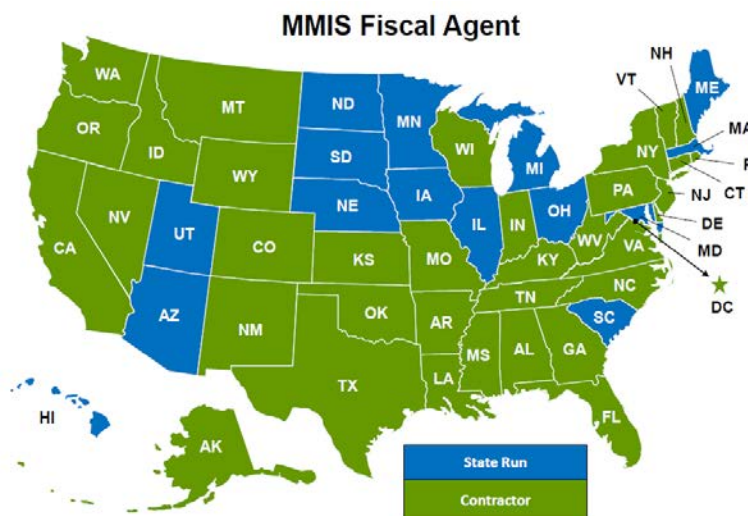 MMIS Fiscal Agent
NH
WA
VT
ME
MT
ND
MN
OR
MA
ID
SD
WI
NY
WY
MI
CT
IA
PA
NJ
NE
NV
OH
DE
IL
IN
UT
CO
MD
WV
VA
CA
KS
MO
KY
NC
DC
TN
AZ
OK
AR
SC
NM
MS
AL
GA
LA
TX
HI
FL
AK
State Run
Contractor